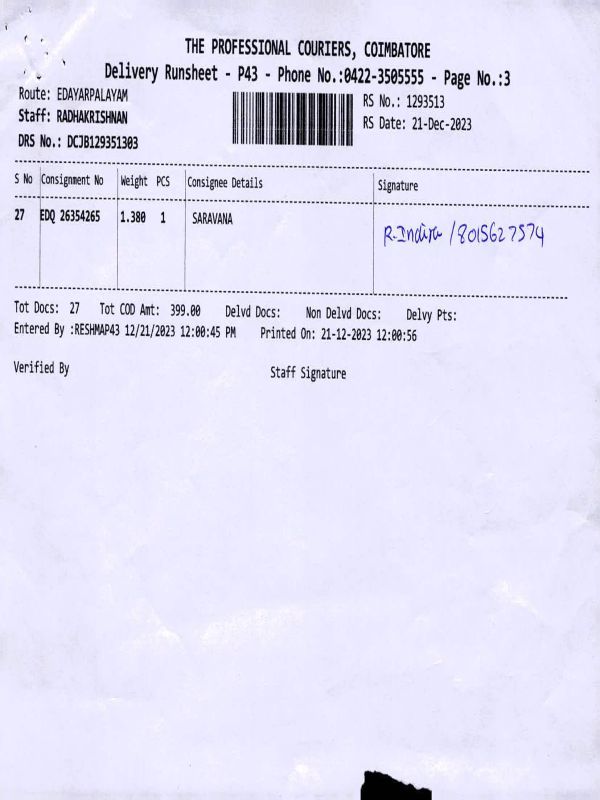 THE PROFESSIONAL COURIERS, COIMBATORE
Delivery Runsheet - P43 - Phone No.:0422-3505555 - Page No.:3
Route: EDAYARPALAYAM RS No.: 1293513
Staff: RADHAKRISHNAN RS Date: 21-Dec-2023
DRS No.: DCJB129351303
S No Consignment No Weight PCS Consignee Details Signature
27 EDQ 26354265 1.380 1 SARAVANA
R.Indira /8015627574
Tot Docs: 27 Tot COD Amt: 399.00 Delvd Docs: Non Delvd Docs: Delvy Pts:
Entered By :RESHMAP43 12/21/2023 12:00:45 PM Printed On: 21-12-2023 12:00:56
Verified By Staff Signature